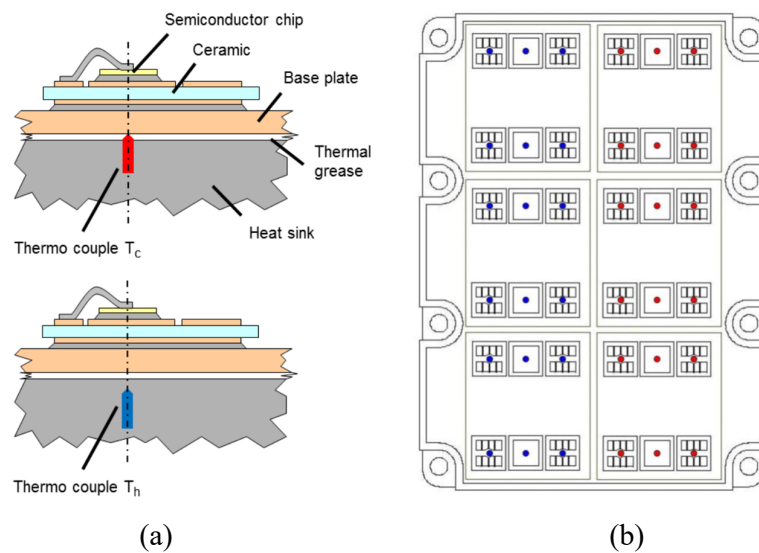 Semiconductor chip
Ceramic
Base plate
Thermal
grease
Heat sink
Thermo couple Tc
Thermo couple Th
(a)
(b)